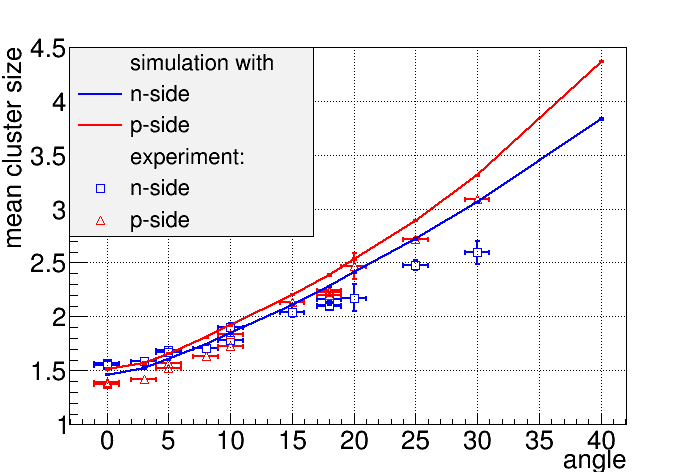 4.5
simulation with
n-side
p-side
experiment:
n-side
p-side
mean cluster size
4
3.5
3
2.5
2
1.5
1
0 5 10 15 20 25 30 35 40
angle